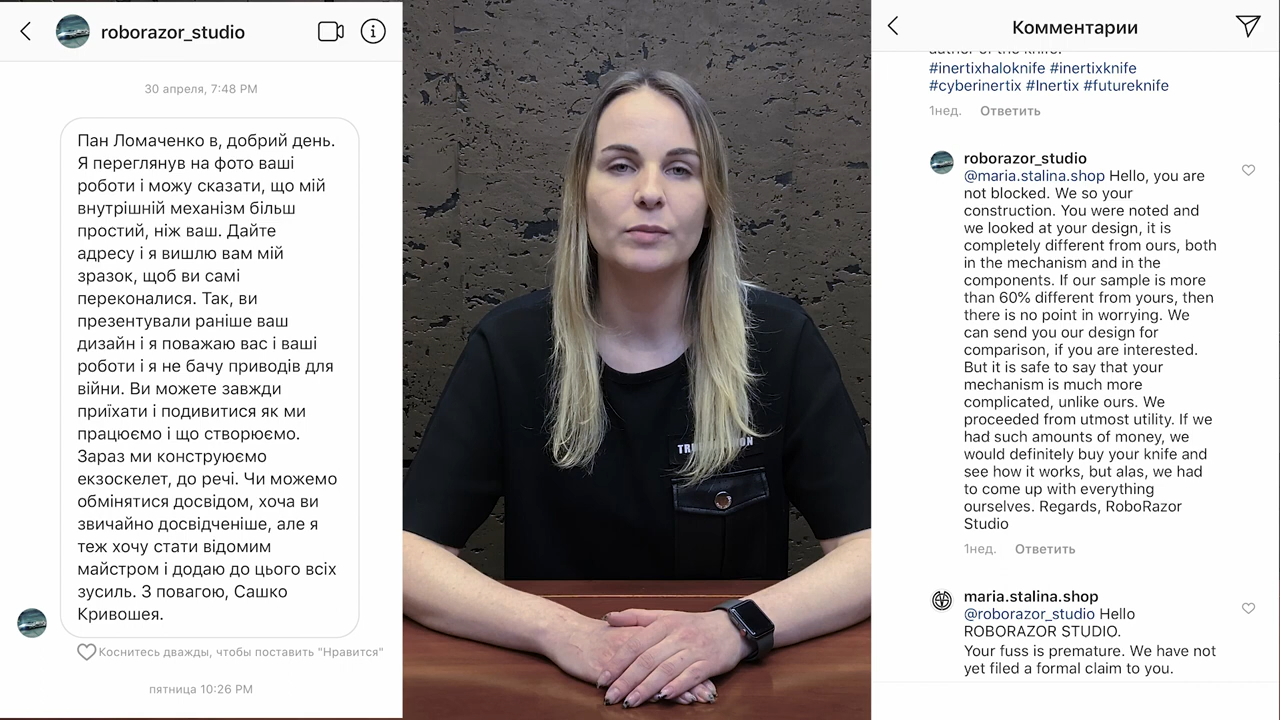 roborazor_studio
30 апреля, 7:48 PM
Пан Ломаченко в, добрий день.
Я переглянув на фото ваші
роботи і можу сказати, що мій
внутрішній механізм більш
простий, ніж ваш. Дайте
адресу і я вишлю вам мій
зразок, щоб ви самі
переконалися. Так, ви
презентували раніше ваш
дизайн і я поважаю вас і ваші
роботи і я не бачу приводів для
війни. Ви можете завжди
приїхати і подивитися як ми
працюємо і що створюємо.
Зараз ми конструюємо
екзоскелет, до речі. Чи можемо
обмінятися досвідом, хоча ви
звичайно досвідченіше, але я
теж хочу стати відомим
майстром і додаю до цього всіх
зусиль. З повагою, Сашко
Кривошея.
Коснитесь дважды, чтобы поставить "Нравится"
пятница 10:26 PM
Комментарии
author of the knife.
#inertixhaloknife #inertixknife
#cyberinertix #Inertix #futureknife
1нед. Ответить
roborazor_studio
@maria.stalina.shop Hello, you are
not blocked. We so your
construction. You were noted and
we looked at your design, it is
completely different from ours, both
in the mechanism and in the
components. If our sample is more
than 60% different from yours, then
there is no point in worrying. We
can send you our design for
comparison, if you are interested.
But it is safe to say that your
mechanism is much more
complicated, unlike ours. We
proceeded from utmost utility. If we
had such amounts of money, we
would definitely buy your knife and
see how it works, but alas, we had
to come up with everything
ourselves. Regards, RoboRazor
Studio
1нед. Ответить
maria.stalina.shop
@roborazor_studio Hello
ROBORAZOR STUDIO.
Your fuss is premature. We have not
yet filed a formal claim to you.